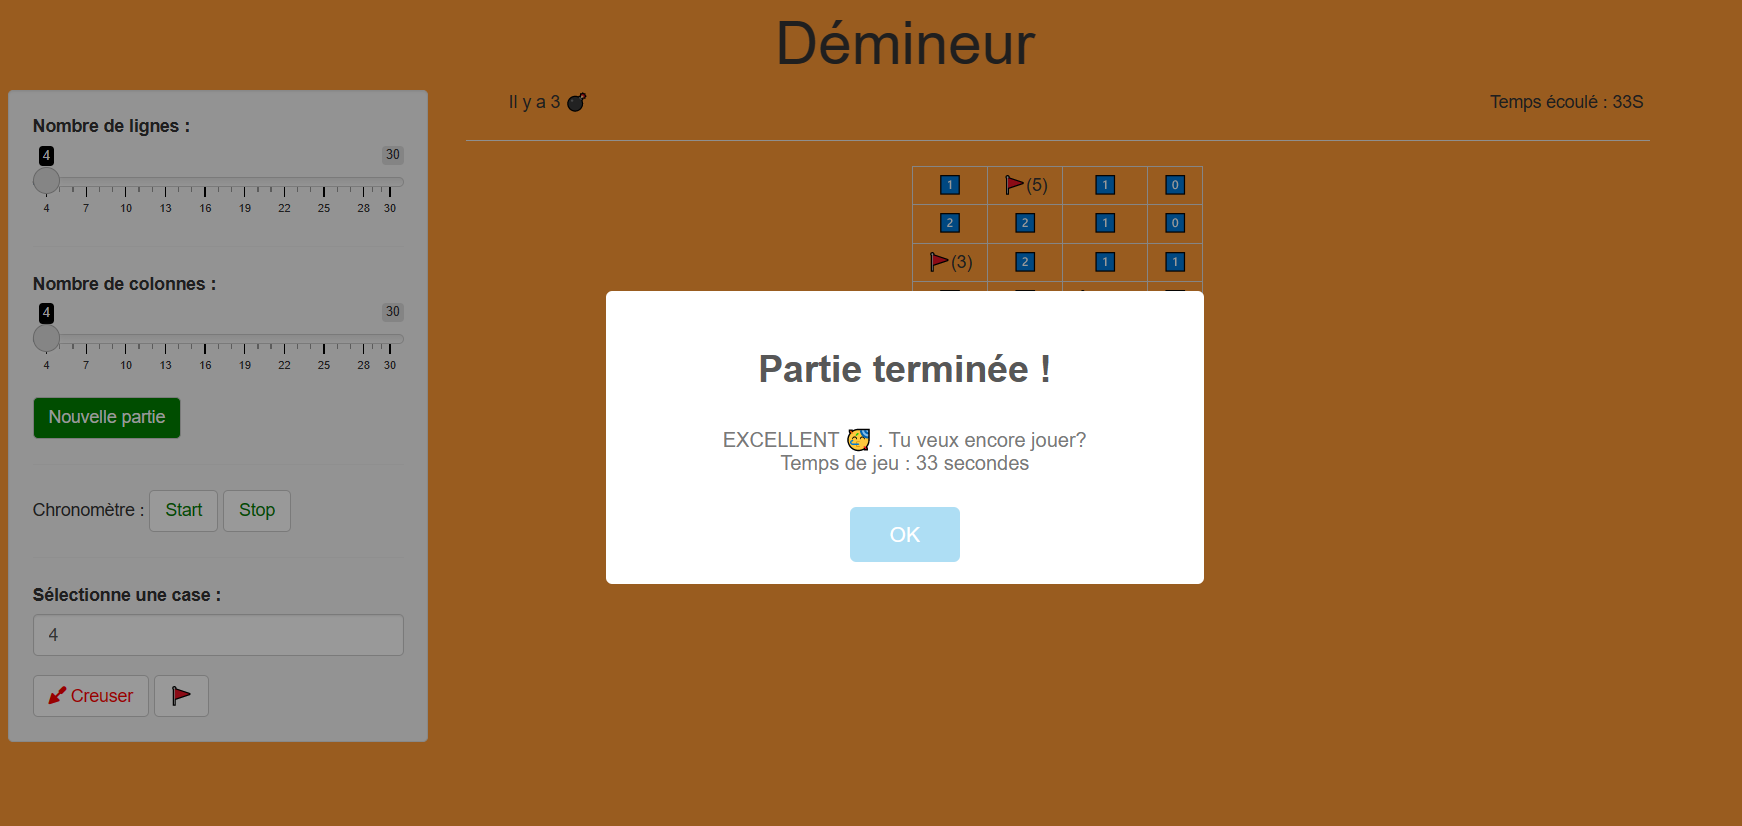 Démineur
Il y a 3
Temps écoulé : 33S
Nombre de lignes :
4 30
4 7 10 13 16 19 22 25 28 30
Nombre de colonnes :
4 30
4 7 10 13 16 19 22 25 28 30
Nouvelle partie
Chronomètre : Start Stop
Sélectionne une case :
4
Creuser
1 (5) 1 0
2 2 1 0
(3) 2 1 1
Partie terminée !
EXCELLENT . Tu veux encore jouer?
Temps de jeu : 33 secondes
OK